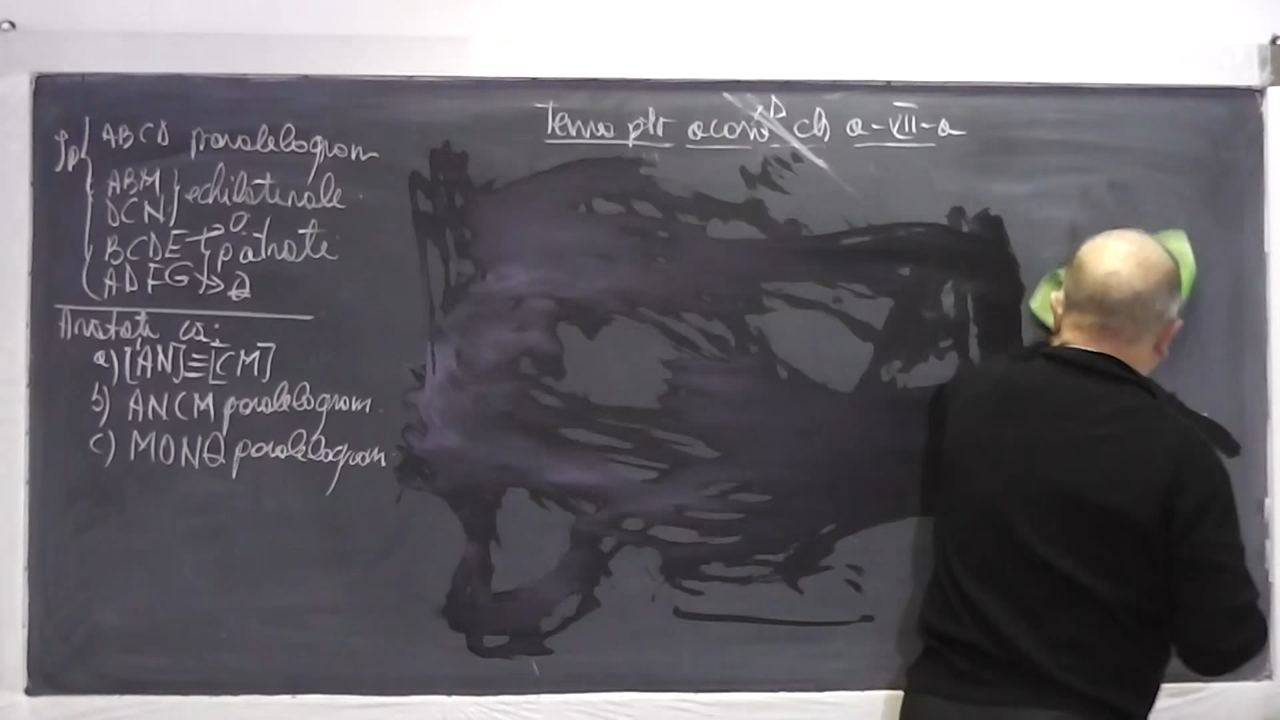 Tema ptr acasă cls a-VII-a
Ip { ABCD paralelogram
ABM } echilaterale
DCN
BCDE → O } pătrate
ADFG → Q
Arătați că:
a) [AN]≡[CM]
b) ANCM paralelogram.
c) MONQ paralelogram.